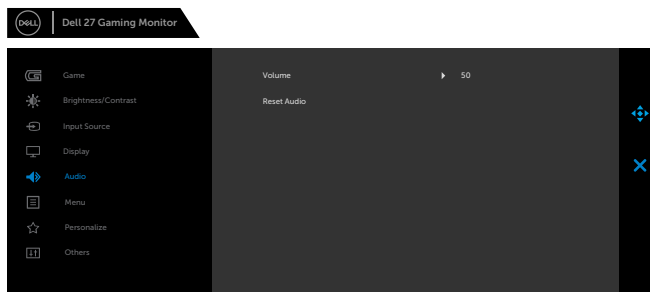 DELL
Dell 27 Gaming Monitor
Game
Volume 50
Brightness/Contrast
Reset Audio
Input Source
Display
Audio
Menu
Personalize
Others